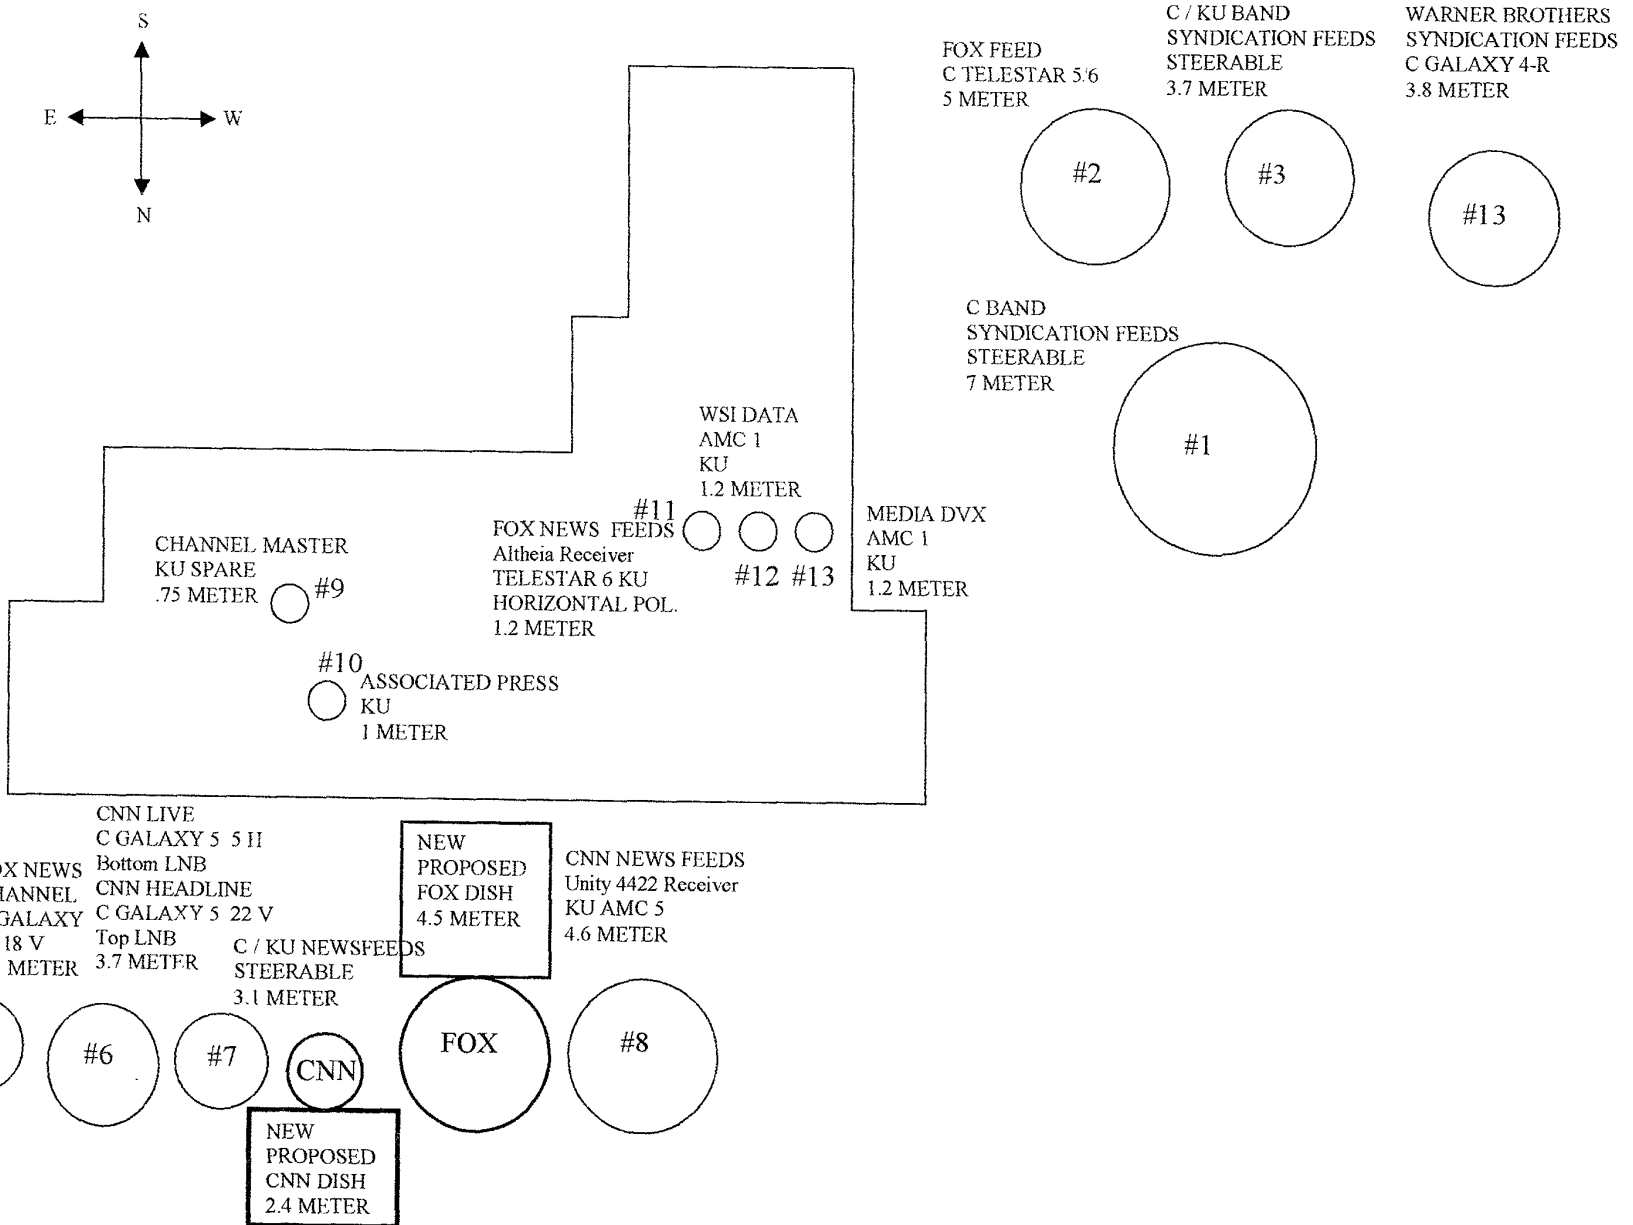 S
E
W
N
FOX FEED
C TELESTAR 5/6
5 METER
#2
C / KU BAND
SYNDICATION FEEDS
STEERABLE
3.7 METER
#3
WARNER BROTHERS
SYNDICATION FEEDS
C GALAXY 4-R
3.8 METER
#13
C BAND
SYNDICATION FEEDS
STEERABLE
7 METER
#1
WSI DATA
AMC 1
KU
1.2 METER
#11
FOX NEWS FEEDS
Altheia Receiver
TELESTAR 6 KU
HORIZONTAL POL.
1.2 METER
#12 #13
MEDIA DVX
AMC 1
KU
1.2 METER
CHANNEL MASTER
KU SPARE
.75 METER
#9
#10
ASSOCIATED PRESS
KU
1 METER
OX NEWS
HANNEL
GALAXY
18 V
METER
CNN LIVE
C GALAXY 5 5 H
Bottom LNB
CNN HEADLINE
C GALAXY 5 22 V
Top LNB
3.7 METER
C / KU NEWSFEEDS
STEERABLE
3.1 METER
NEW
PROPOSED
FOX DISH
4.5 METER
CNN NEWS FEEDS
Unity 4422 Receiver
KU AMC 5
4.6 METER
#6
#7
CNN
FOX
#8
NEW
PROPOSED
CNN DISH
2.4 METER